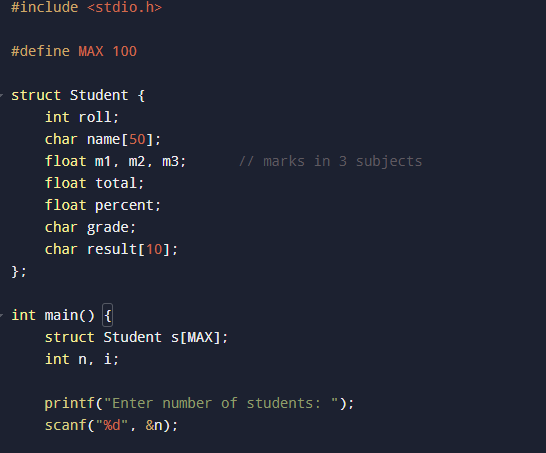 #include <stdio.h>
#define MAX 100
struct Student {
    int roll;
    char name[50];
    float m1, m2, m3;      // marks in 3 subjects
    float total;
    float percent;
    char grade;
    char result[10];
};
int main() {
    struct Student s[MAX];
    int n, i;
    printf("Enter number of students: ");
    scanf("%d", &n);